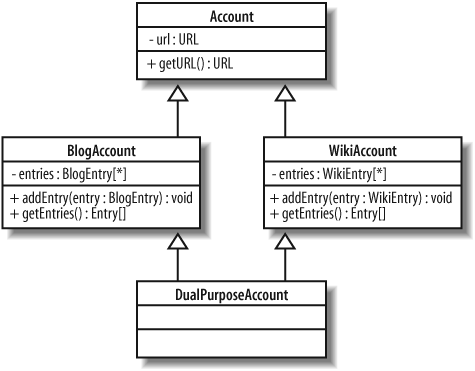 Account
- url : URL
+ getURL() : URL
BlogAccount
- entries : BlogEntry[*]
+ addEntry(entry : BlogEntry) : void
+ getEntries() : Entry[]
WikiAccount
- entries : WikiEntry[*]
+ addEntry(entry : WikiEntry) : void
+ getEntries() : Entry[]
DualPurposeAccount